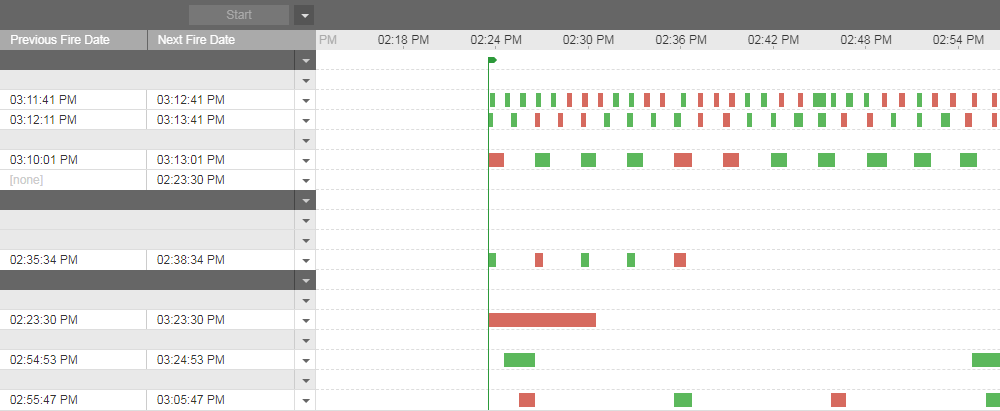 Start
Previous Fire Date Next Fire Date PM 02:18 PM 02:24 PM 02:30 PM 02:36 PM 02:42 PM 02:48 PM 02:54 PM
03:11:41 PM 03:12:41 PM
03:12:11 PM 03:13:41 PM
03:10:01 PM 03:13:01 PM
[none] 02:23:30 PM
02:35:34 PM 02:38:34 PM
02:23:30 PM 03:23:30 PM
02:54:53 PM 03:24:53 PM
02:55:47 PM 03:05:47 PM